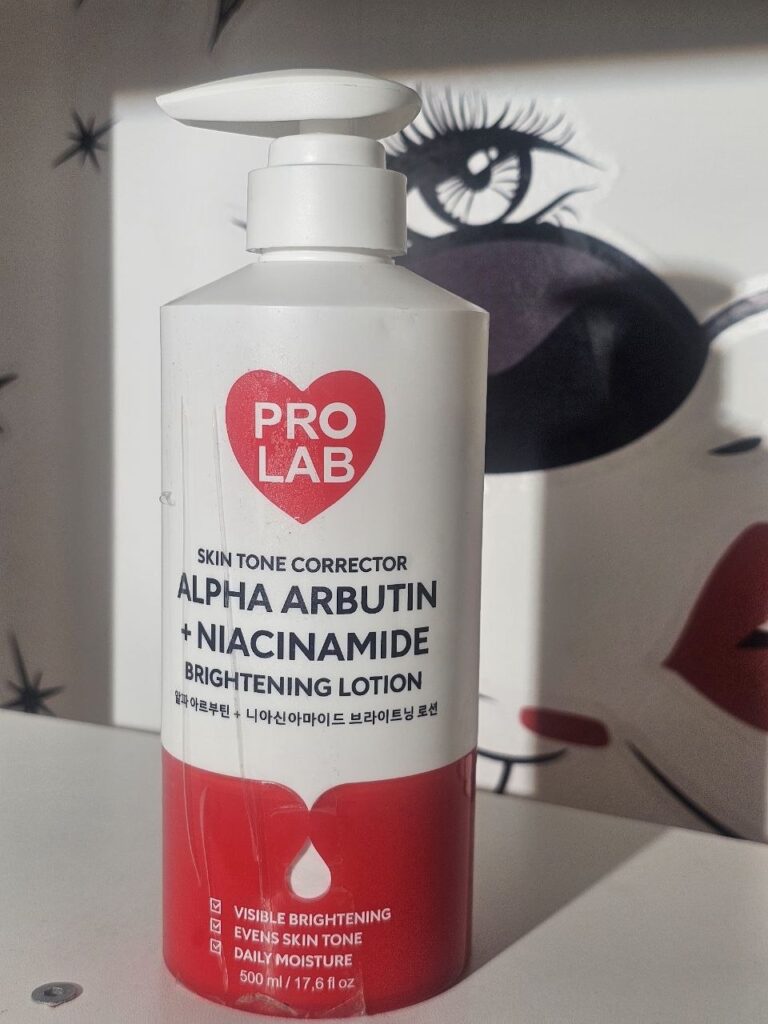 PRO
LAB
SKIN TONE CORRECTOR
ALPHA ARBUTIN
+ NIACINAMIDE
BRIGHTENING LOTION
알파 아르부틴 + 니아신아마이드 브라이트닝 로션
VISIBLE BRIGHTENING
EVENS SKIN TONE
DAILY MOISTURE
500 ml / 17,6 fl oz